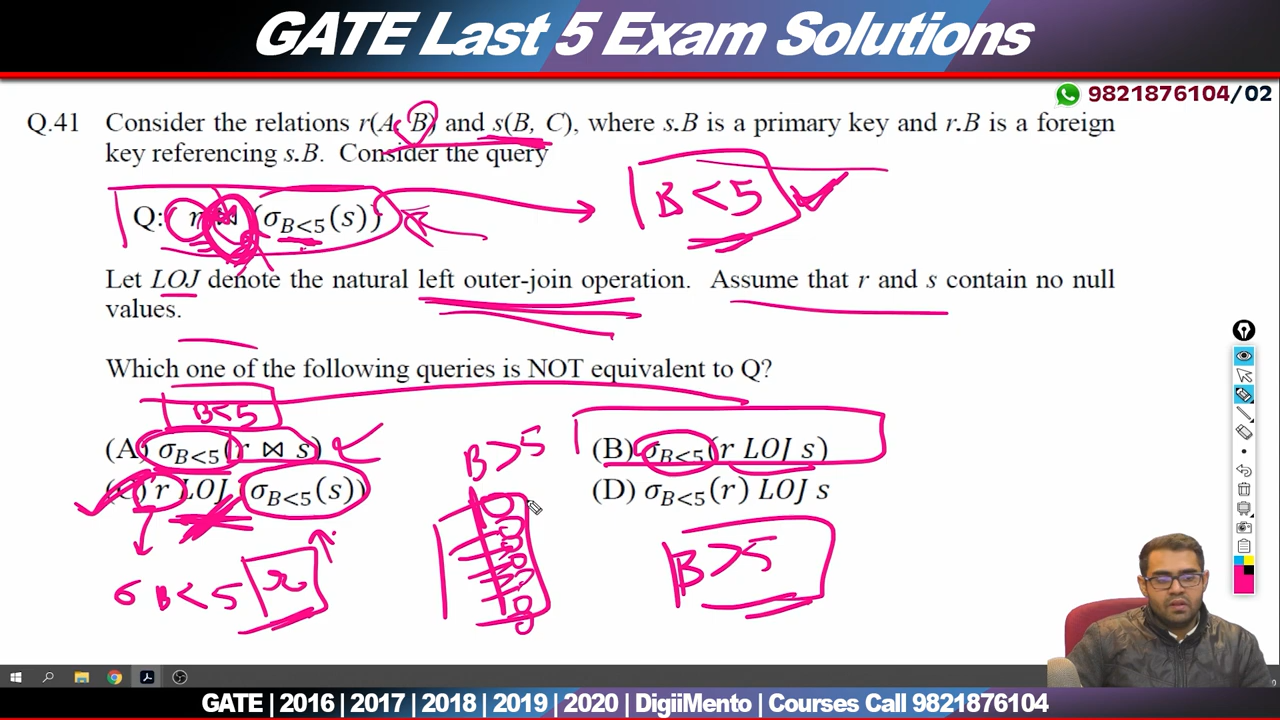 GATE Last 5 Exam Solutions
9821876104/02
Q.41 Consider the relations r(A, B) and s(B, C), where s.B is a primary key and r.B is a foreign
key referencing s.B. Consider the query
B<5
Q: r ⋈ (σB<5(s))
Let LOJ denote the natural left outer-join operation. Assume that r and s contain no null
values.
Which one of the following queries is NOT equivalent to Q?
B<5
(A) σB<5(r ⋈ s)
(B) σB<5(r LOJ s)
B>5
(C) r LOJ (σB<5(s))
(D) σB<5(r) LOJ s
B>5
σ B<5 r
GATE | 2016 | 2017 | 2018 | 2019 | 2020 | DigiiMento | Courses Call 9821876104